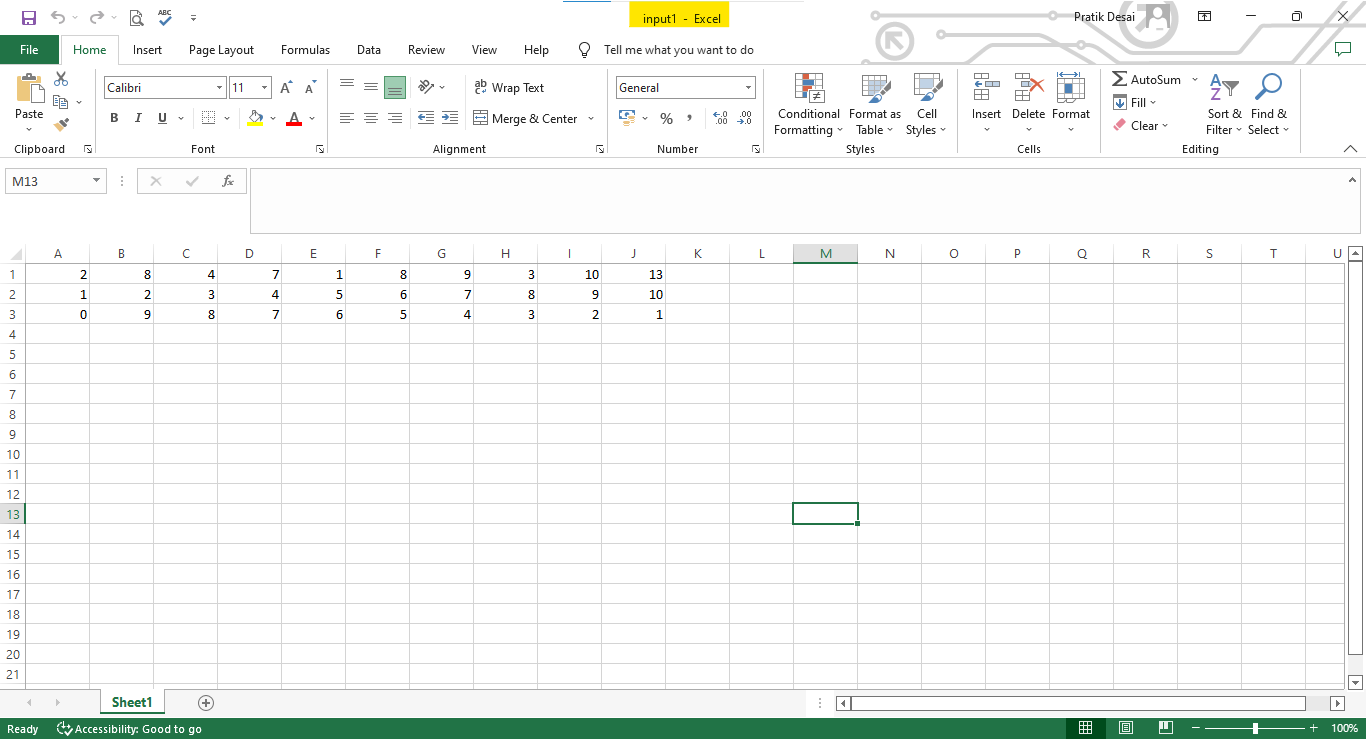 ABC
input1 - Excel
Pratik Desai
File Home Insert Page Layout Formulas Data Review View Help Tell me what you want to do
Paste
Clipboard
Calibri 11
B I U A
Font
ab Wrap Text
Merge & Center
Alignment
General
% , .00 .00
Number
Conditional Formatting
Format as Table
Cell Styles
Styles
Insert Delete Format
Cells
AutoSum
Fill
Clear
Sort & Filter
Find & Select
Editing
M13 fx
A B C D E F G H I J K L M N O P Q R S T U
1 2 8 4 7 1 8 9 3 10 13
2 1 2 3 4 5 6 7 8 9 10
3 0 9 8 7 6 5 4 3 2 1
4
5
6
7
8
9
10
11
12
13
14
15
16
17
18
19
20
21
Sheet1
Ready Accessibility: Good to go 100%